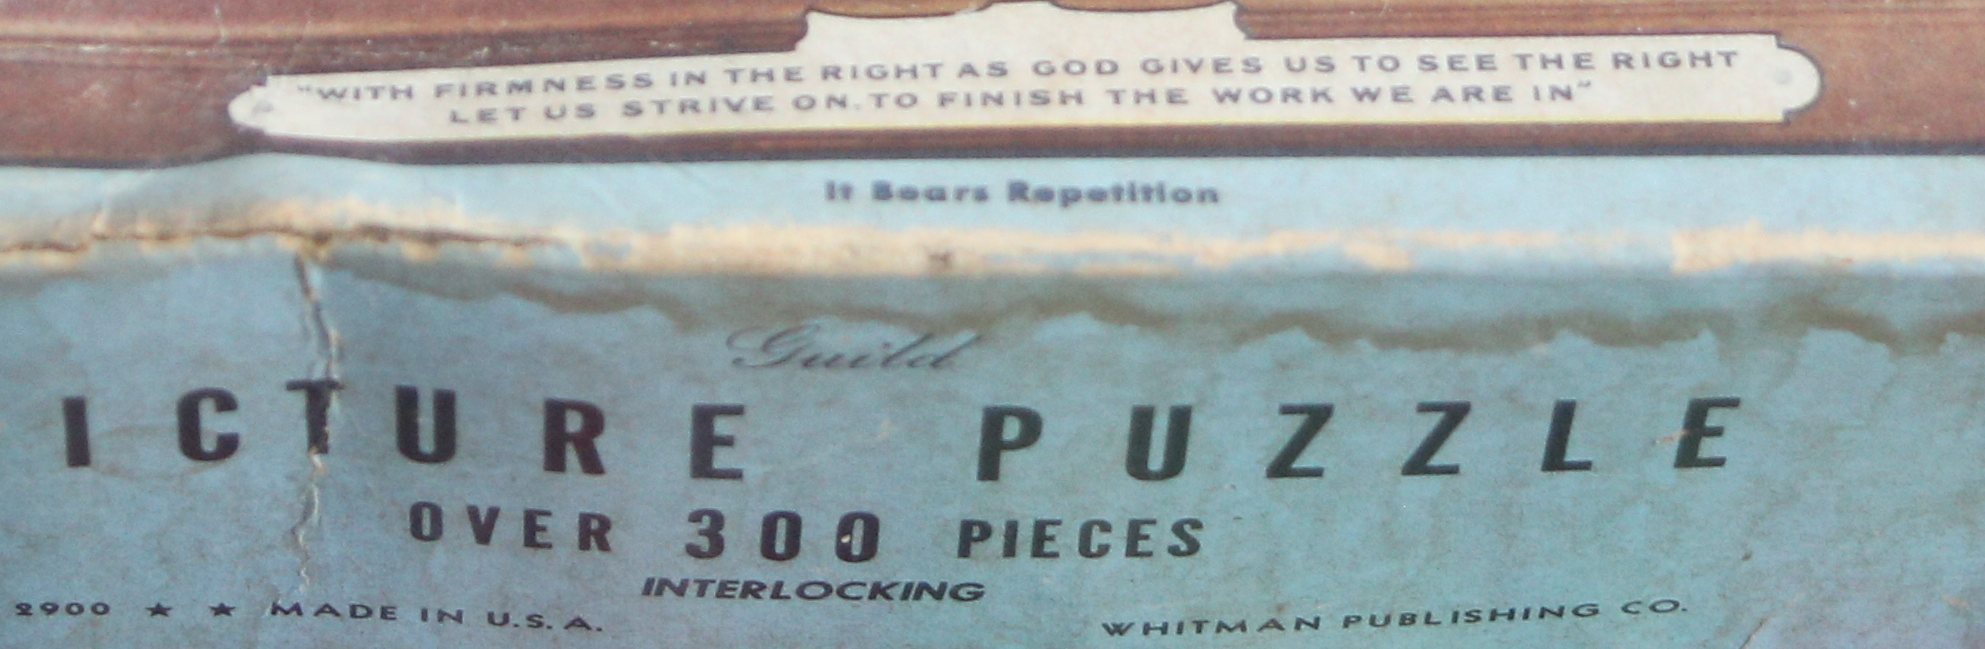 "WITH FIRMNESS IN THE RIGHT AS GOD GIVES US TO SEE THE RIGHT
LET US STRIVE ON. TO FINISH THE WORK WE ARE IN"
It Bears Repetition
Guild
ICTURE PUZZLE
OVER 300 PIECES
INTERLOCKING
2900 ★ ★ MADE IN U.S.A.
WHITMAN PUBLISHING CO.